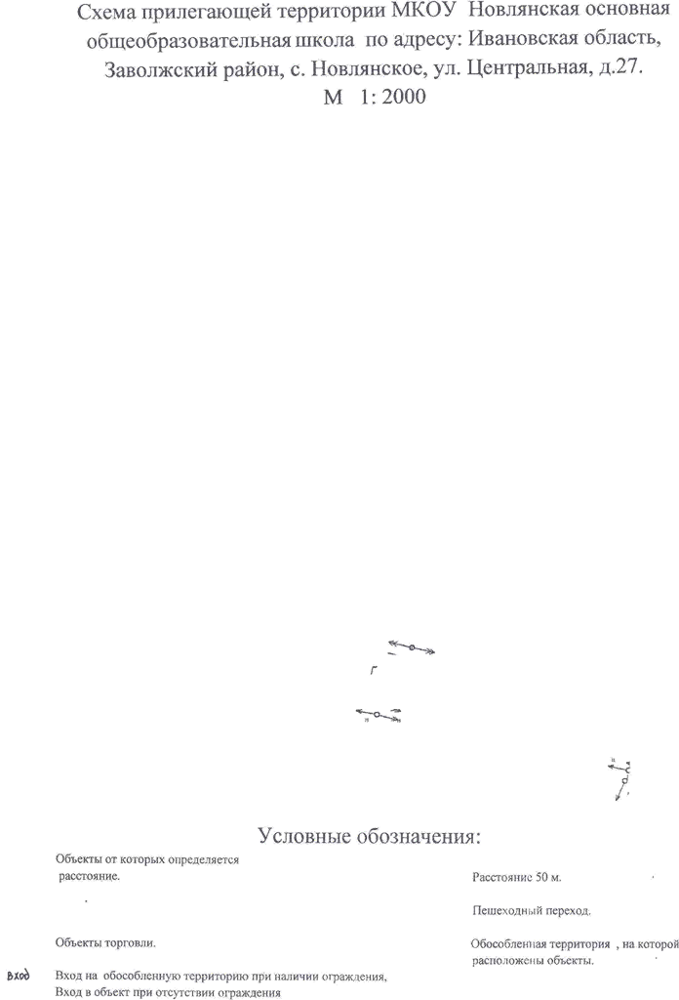 Схема прилегающей территории МКОУ Новлянская основная
общеобразовательная школа по адресу: Ивановская область,
Заволжский район, с. Новлянское, ул. Центральная, д.27.
М 1: 2000
Условные обозначения:
Объекты от которых определяется
расстояние.
Расстояние 50 м.
Пешеходный переход.
Объекты торговли.
Обособленная территория , на которой
расположены объекты.
вход
Вход на обособленную территорию при наличии ограждения,
Вход в объект при отсутствии ограждения